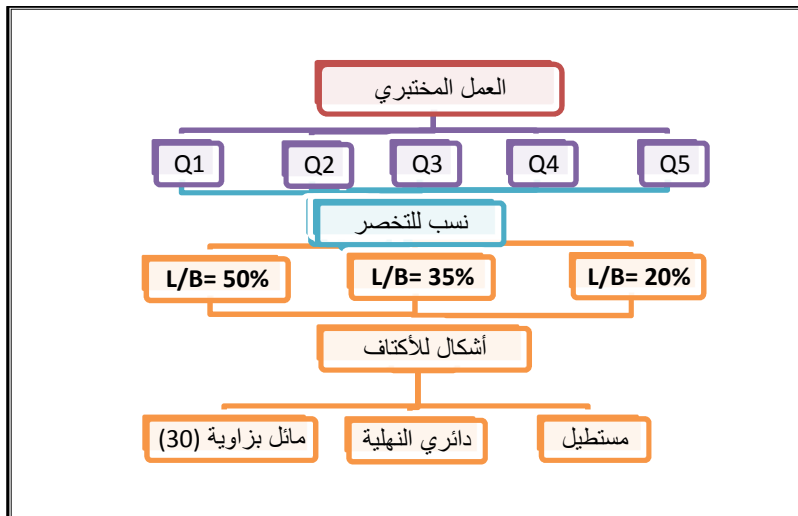 العمل المختبري
Q1 Q2 Q3 Q4 Q5
نسب للتخصر
L/B= 50% L/B= 35% L/B= 20%
أشكال للأكتاف
مستطيل دائري النهلية مائل بزاوية (30)